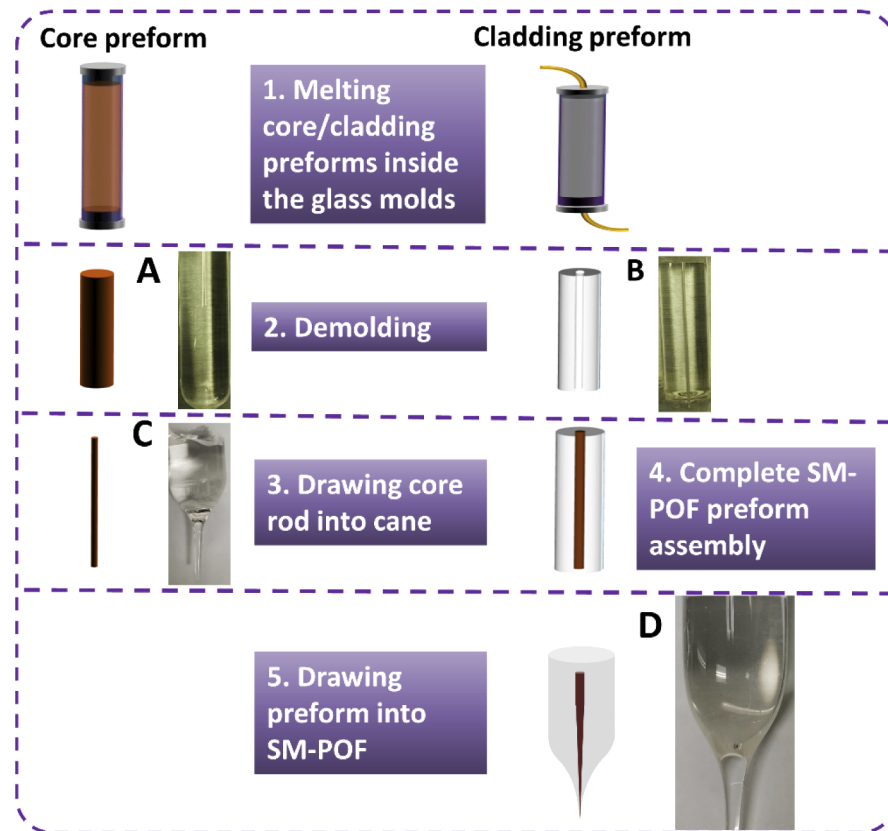 Core preform
Cladding preform
1. Melting
core/cladding
preforms inside
the glass molds
A
B
2. Demolding
C
3. Drawing core
rod into cane
4. Complete SM-
POF preform
assembly
D
5. Drawing
preform into
SM-POF